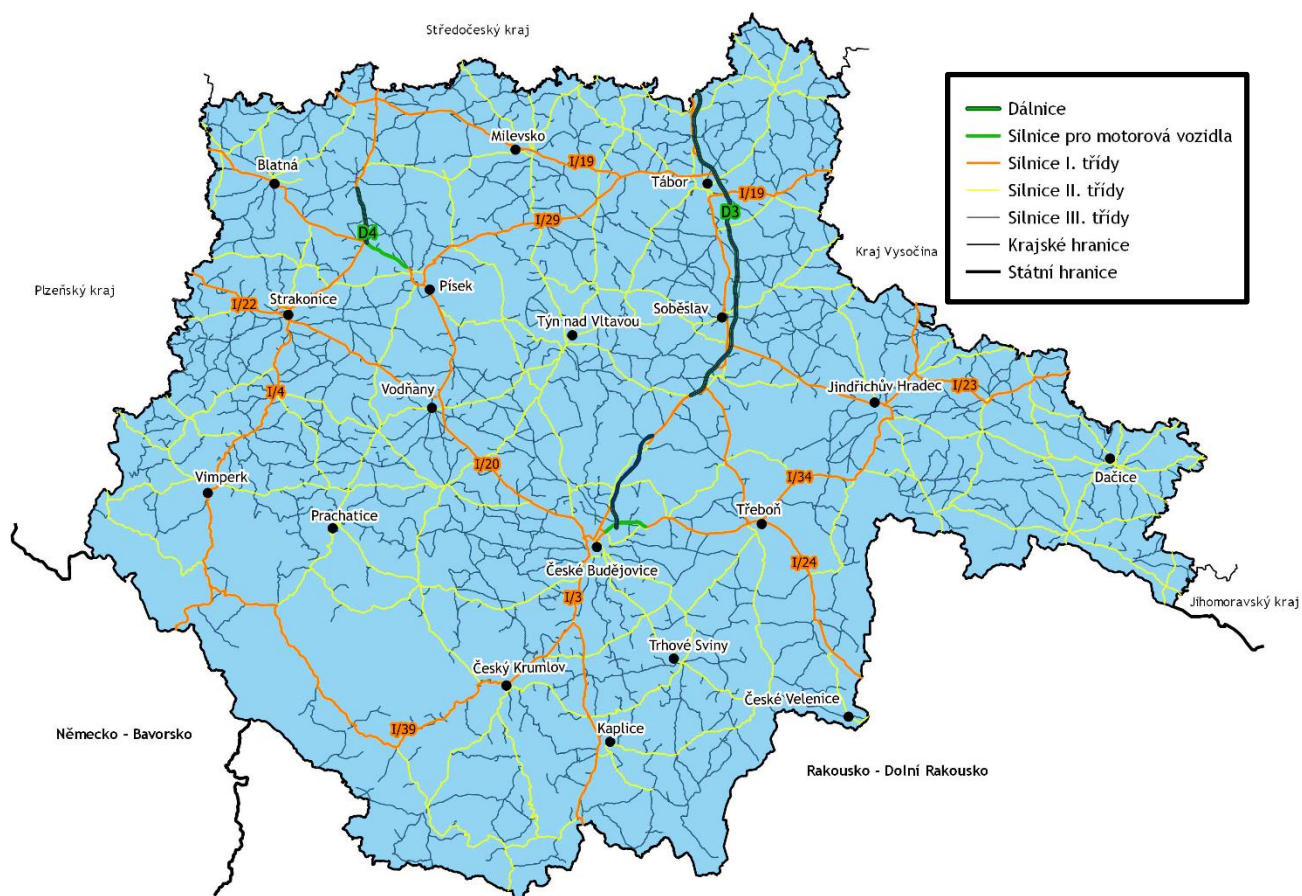 Středočeský kraj
Dálnice
Silnice pro motorová vozidla
Silnice I. třídy
Silnice II. třídy
Silnice III. třídy
Krajské hranice
Státní hranice
Milevsko
I/19
Blatná
Tábor
I/19
D3
I/29
D4
Kraj Vysočina
Plzeňský kraj
I/22
Strakonice
Písek
Týn nad Vltavou
Soběslav
I/4
Vodňany
Jindřichův Hradec
I/23
I/20
Vimperk
I/34
Dačice
Prachatice
Třeboň
České Budějovice
I/24
I/3
Jihomoravský kraj
Trhové Sviny
Český Krumlov
České Velenice
I/39
Kaplice
Německo - Bavorsko
Rakousko - Dolní Rakousko